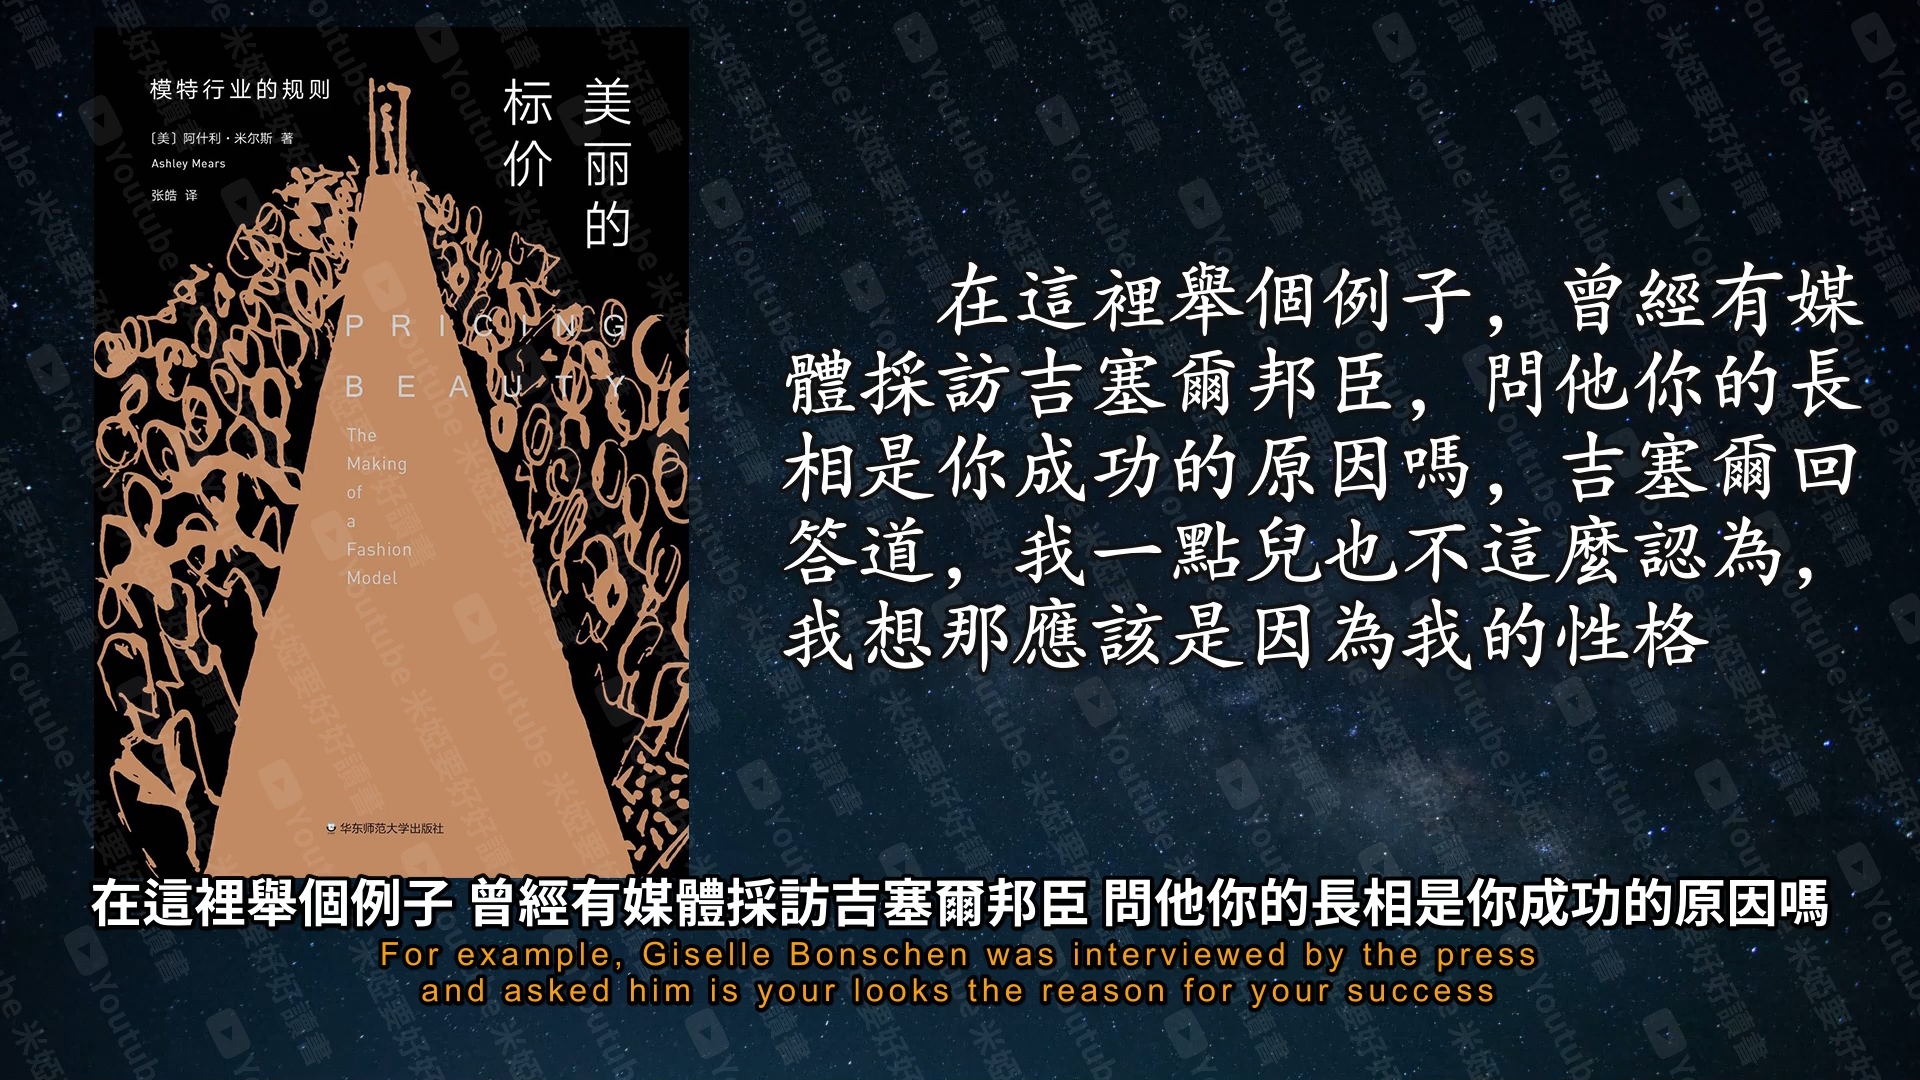 模特行业的规则
〔美〕阿什利·米尔斯 著
Ashley Mears
张皓 译
美丽的
标价
PRICING
BEAUTY
The
Making
of
a
Fashion
Model
华东师范大学出版社
在這裡舉個例子，曾經有媒
體採訪吉塞爾邦臣，問他你的長
相是你成功的原因嗎，吉塞爾回
答道，我一點兒也不這麼認為，
我想那應該是因為我的性格
在這裡舉個例子 曾經有媒體採訪吉塞爾邦臣 問他你的長相是你成功的原因嗎
For example, Giselle Bonschen was interviewed by the press
and asked him is your looks the reason for your success
Youtube 米婭要好好讀書